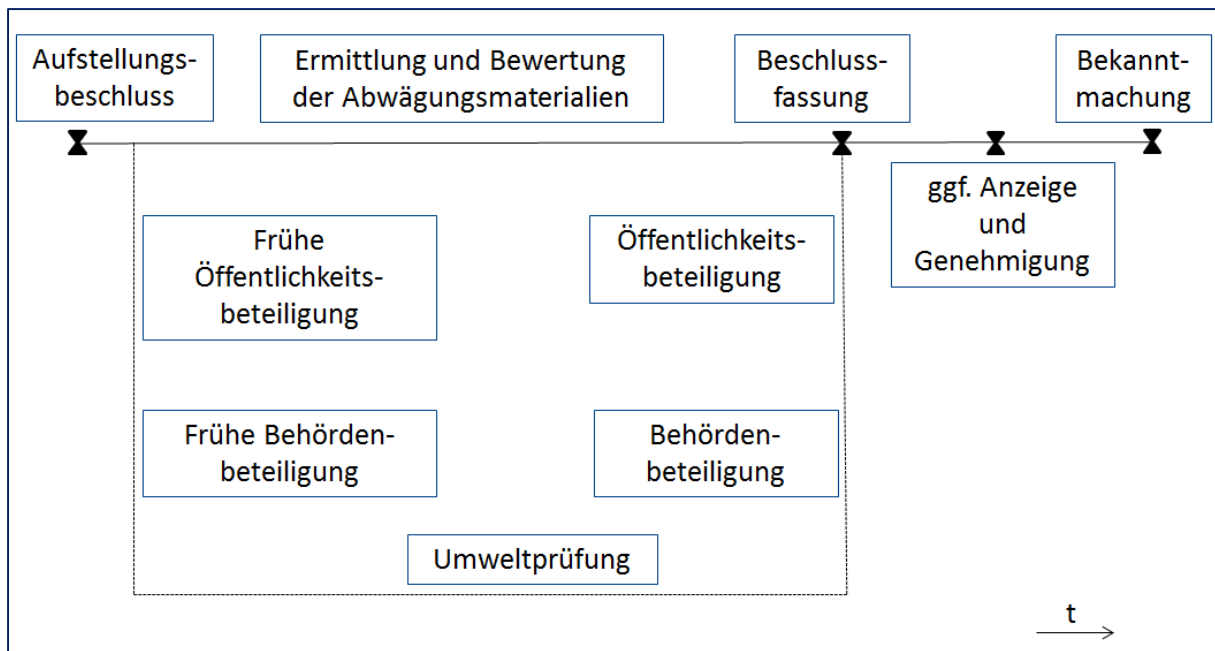 Aufstellungs-
beschluss
Ermittlung und Bewertung
der Abwägungsmaterialien
Beschluss-
fassung
Bekannt-
machung
ggf. Anzeige
und
Genehmigung
Frühe
Öffentlichkeits-
beteiligung
Öffentlichkeits-
beteiligung
Frühe Behörden-
beteiligung
Behörden-
beteiligung
Umweltprüfung
t